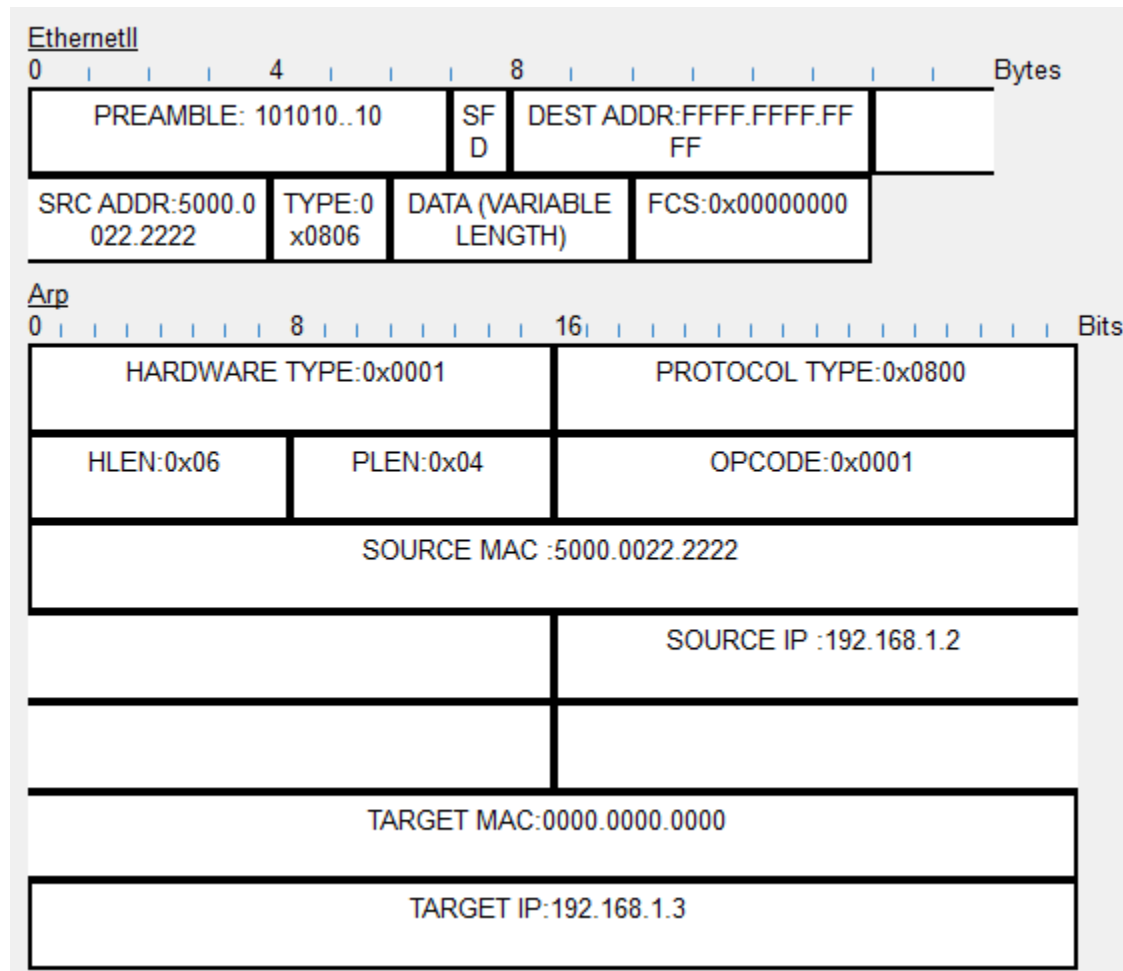 EthernetII
0 4 8 Bytes
PREAMBLE: 101010..10
SF
D
DEST ADDR:FFFF.FFFF.FF
FF
SRC ADDR:5000.0
022.2222
TYPE:0
x0806
DATA (VARIABLE
LENGTH)
FCS:0x00000000
Arp
0 8 16 Bits
HARDWARE TYPE:0x0001
PROTOCOL TYPE:0x0800
HLEN:0x06
PLEN:0x04
OPCODE:0x0001
SOURCE MAC :5000.0022.2222
SOURCE IP :192.168.1.2
TARGET MAC:0000.0000.0000
TARGET IP:192.168.1.3